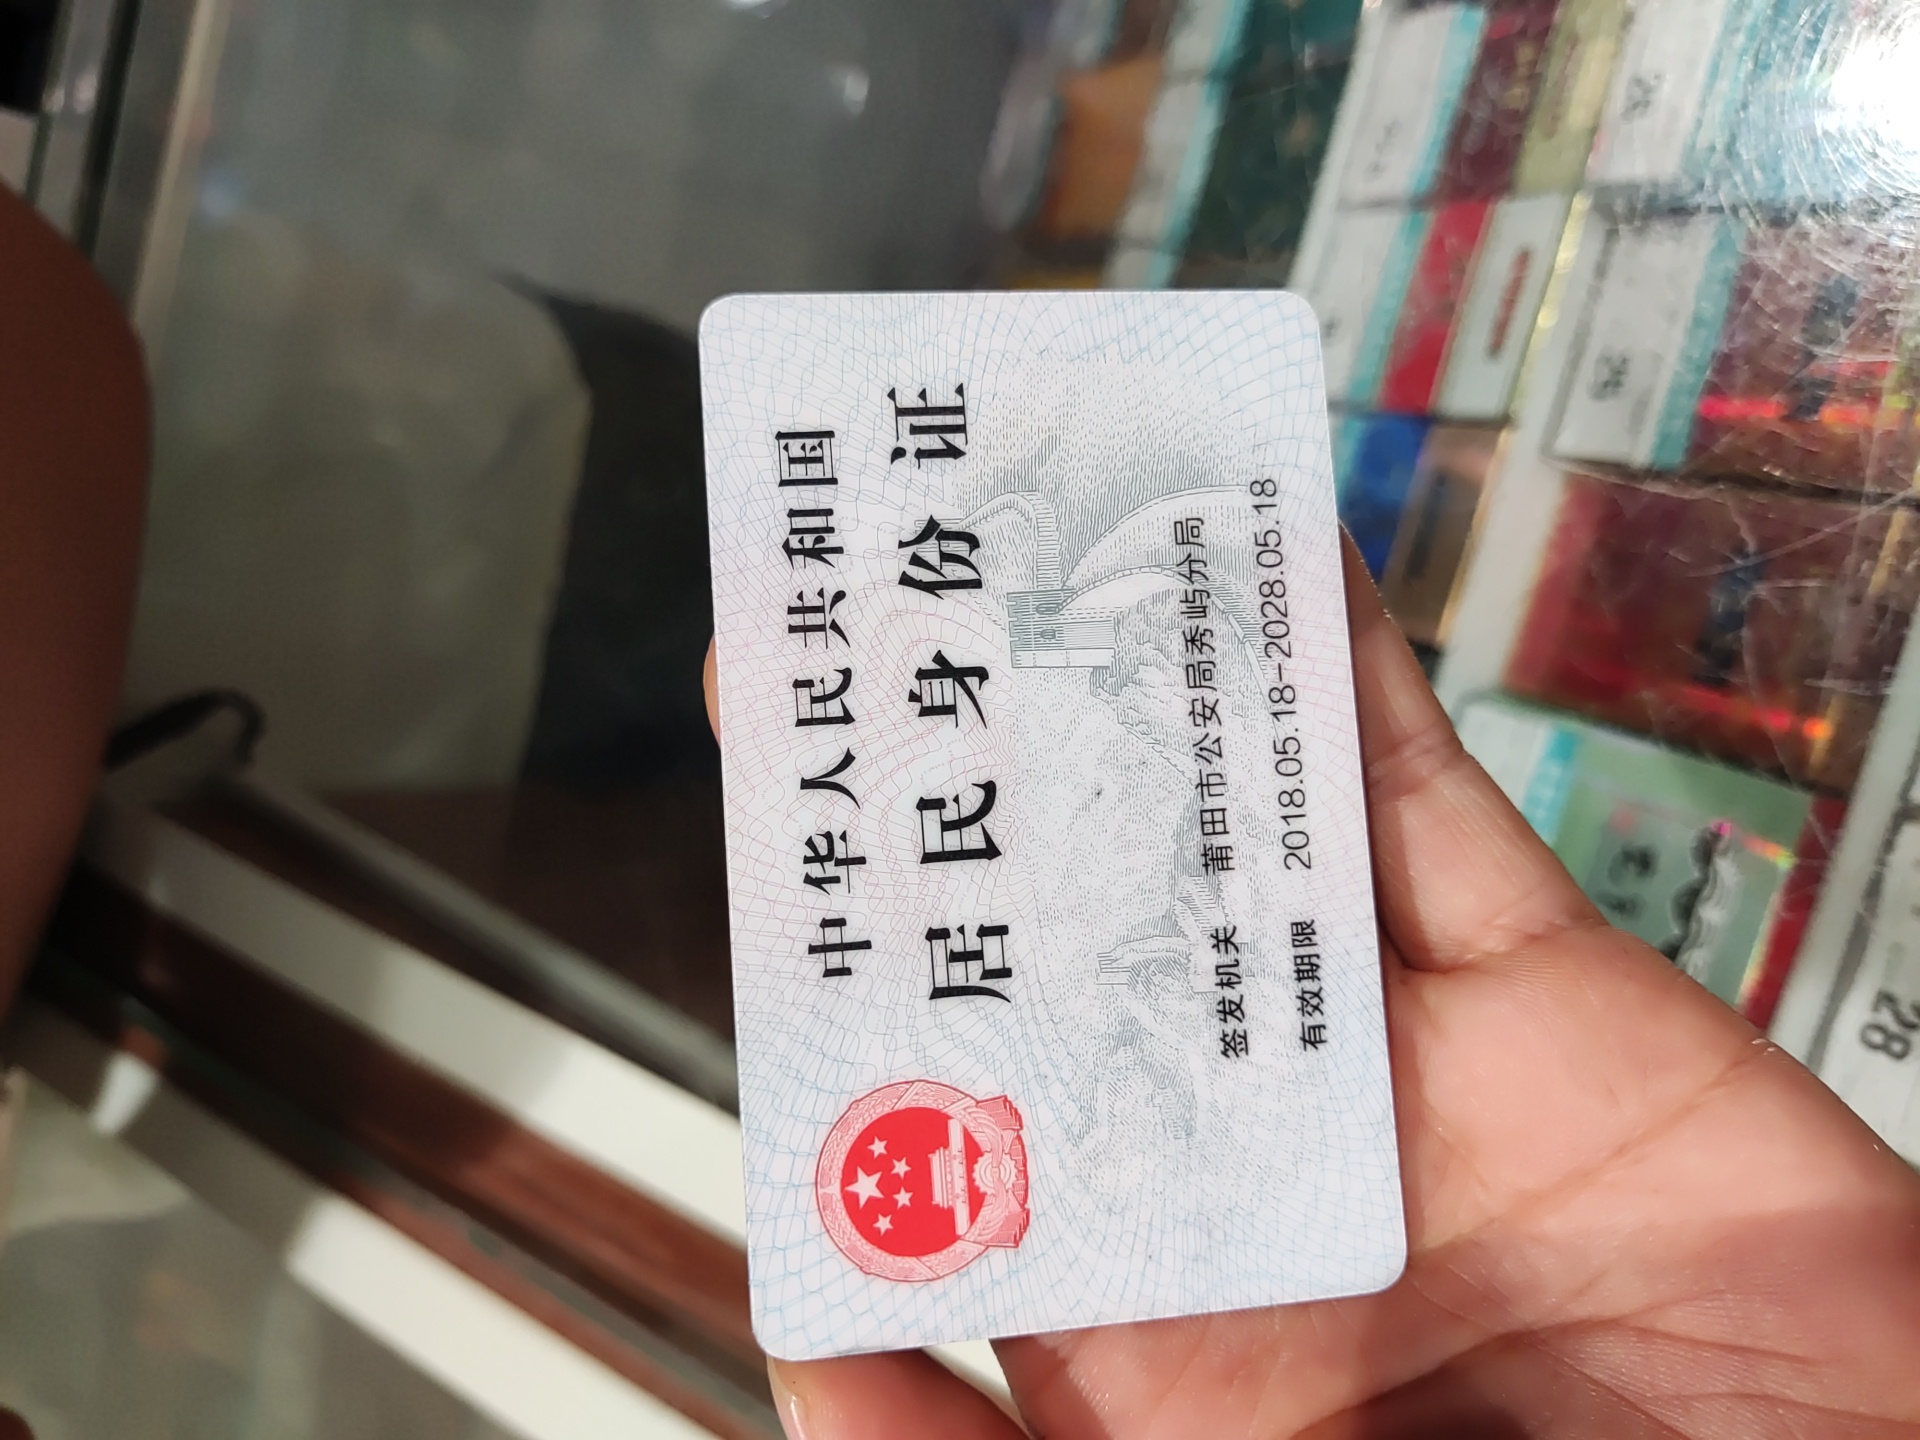 中华人民共和国
居民身份证
签发机关 莆田市公安局秀屿分局
有效期限 2018.05.18-2028.05.18
28